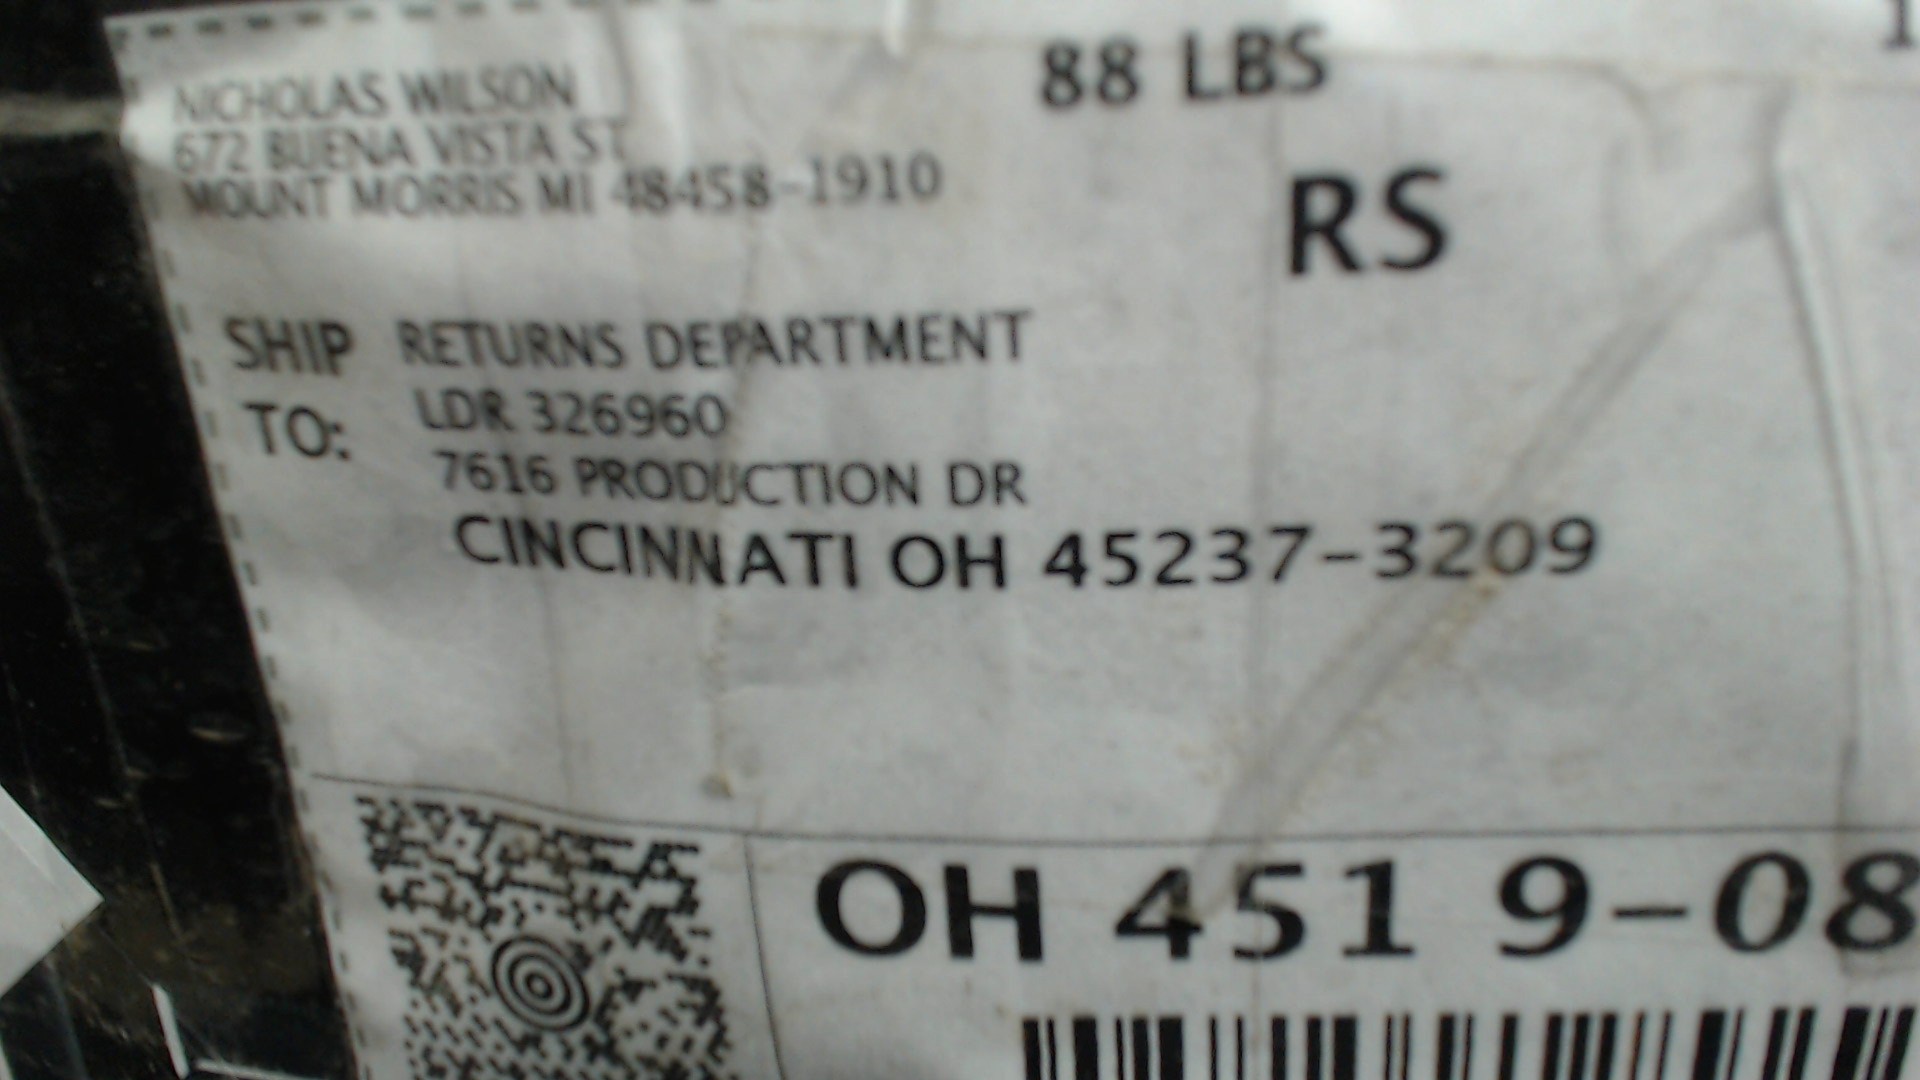 NICHOLAS WILSON
672 BUENA VISTA ST
MOUNT MORRIS MI 48458-1910
88 LBS
RS
SHIP TO:
RETURNS DEPARTMENT
LDR 326960
7616 PRODUCTION DR
CINCINNATI OH 45237-3209
OH 451 9-08